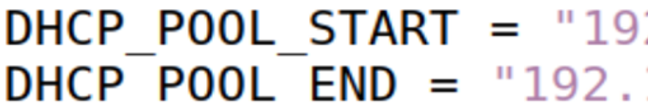 DHCP_POOL_START = "19
DHCP_POOL_END = "192.